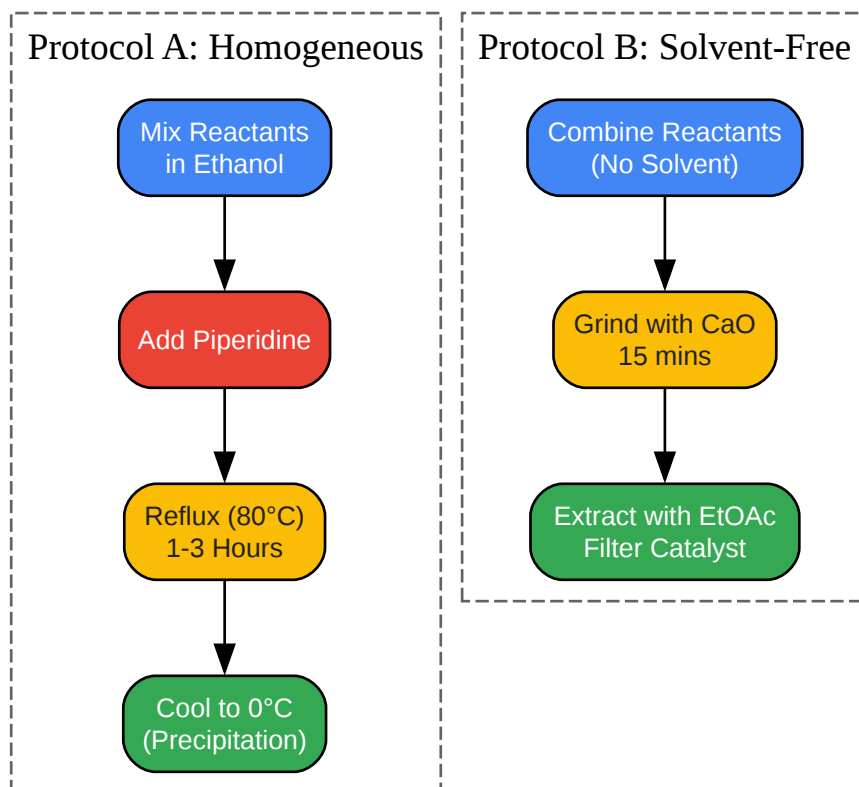 Protocol A: Homogeneous
Mix Reactants
in Ethanol
Add Piperidine
Reflux (80°C)
1-3 Hours
Cool to 0°C
(Precipitation)
Protocol B: Solvent-Free
Combine Reactants
(No Solvent)
Grind with CaO
15 mins
Extract with EtOAc
Filter Catalyst